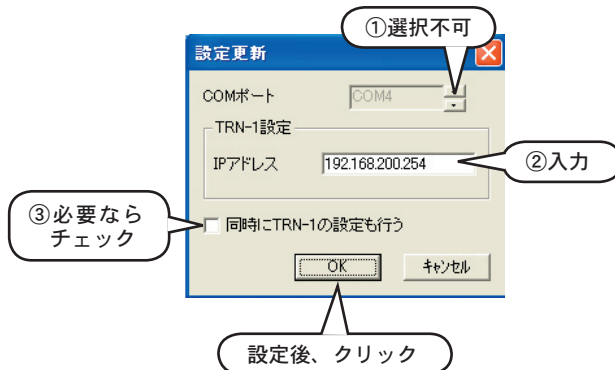 ①選択不可
設定更新
COMポート
COM4
TRN-1設定
IPアドレス
192.168.200.254
②入力
③必要なら
チェック
同時にTRN-1の設定も行う
OK
キャンセル
設定後、クリック